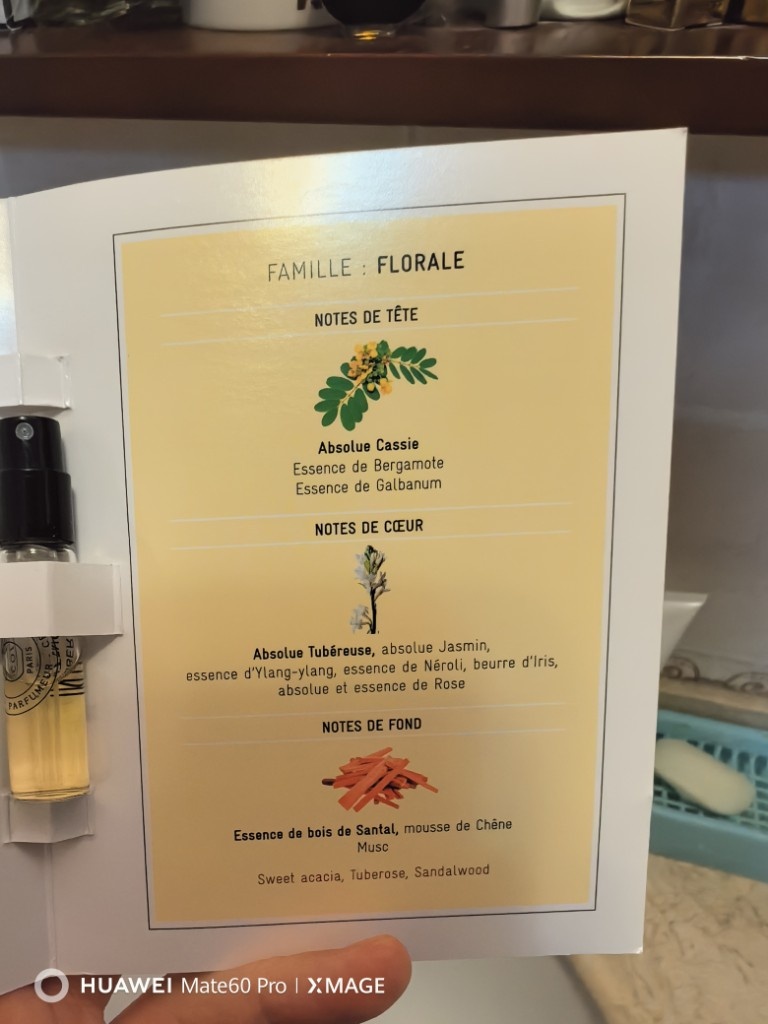 FAMILLE : FLORALE
NOTES DE TÊTE
Absolue Cassie
Essence de Bergamote
Essence de Galbanum
NOTES DE CŒUR
Absolue Tubéreuse, absolue Jasmin,
essence d'Ylang-ylang, essence de Néroli, beurre d'Iris,
absolue et essence de Rose
NOTES DE FOND
Essence de bois de Santal, mousse de Chêne
Musc
Sweet acacia, Tuberose, Sandalwood
PARIS
PARFUMEUR
HUAWEI Mate60 Pro | XMAGE